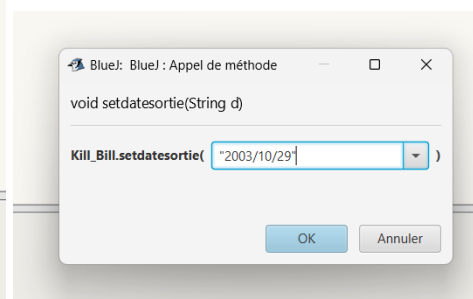 BlueJ: BlueJ : Appel de méthode
void setdatesortie(String d)
Kill_Bill.setdatesortie( "2003/10/29" )
OK Annuler